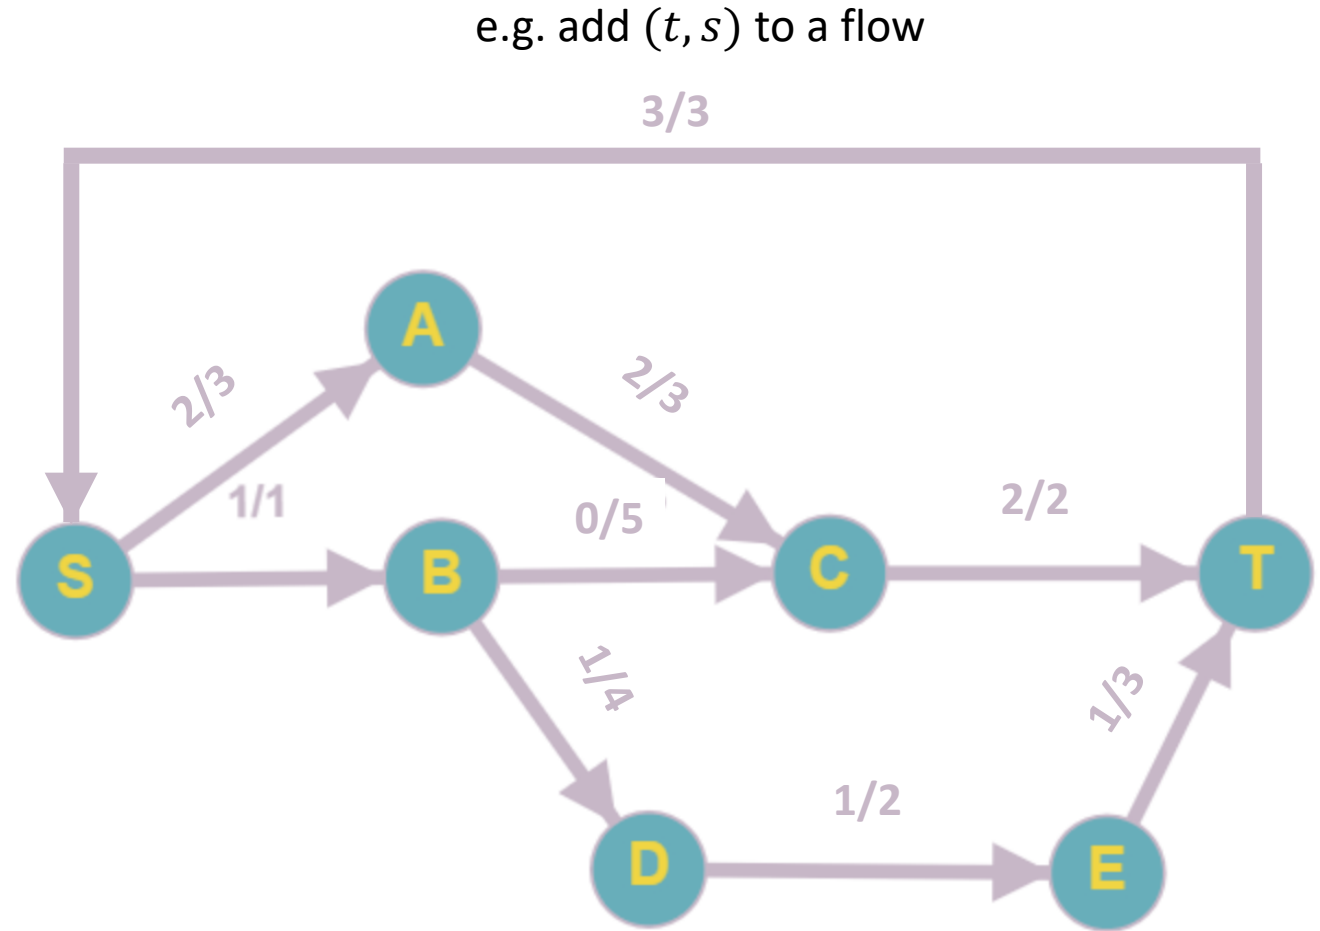 e.g. add (t, s) to a flow
3/3
A
2/3
2/3
1/1
0/5
2/2
S
B
C
T
1/4
1/3
1/2
D
E